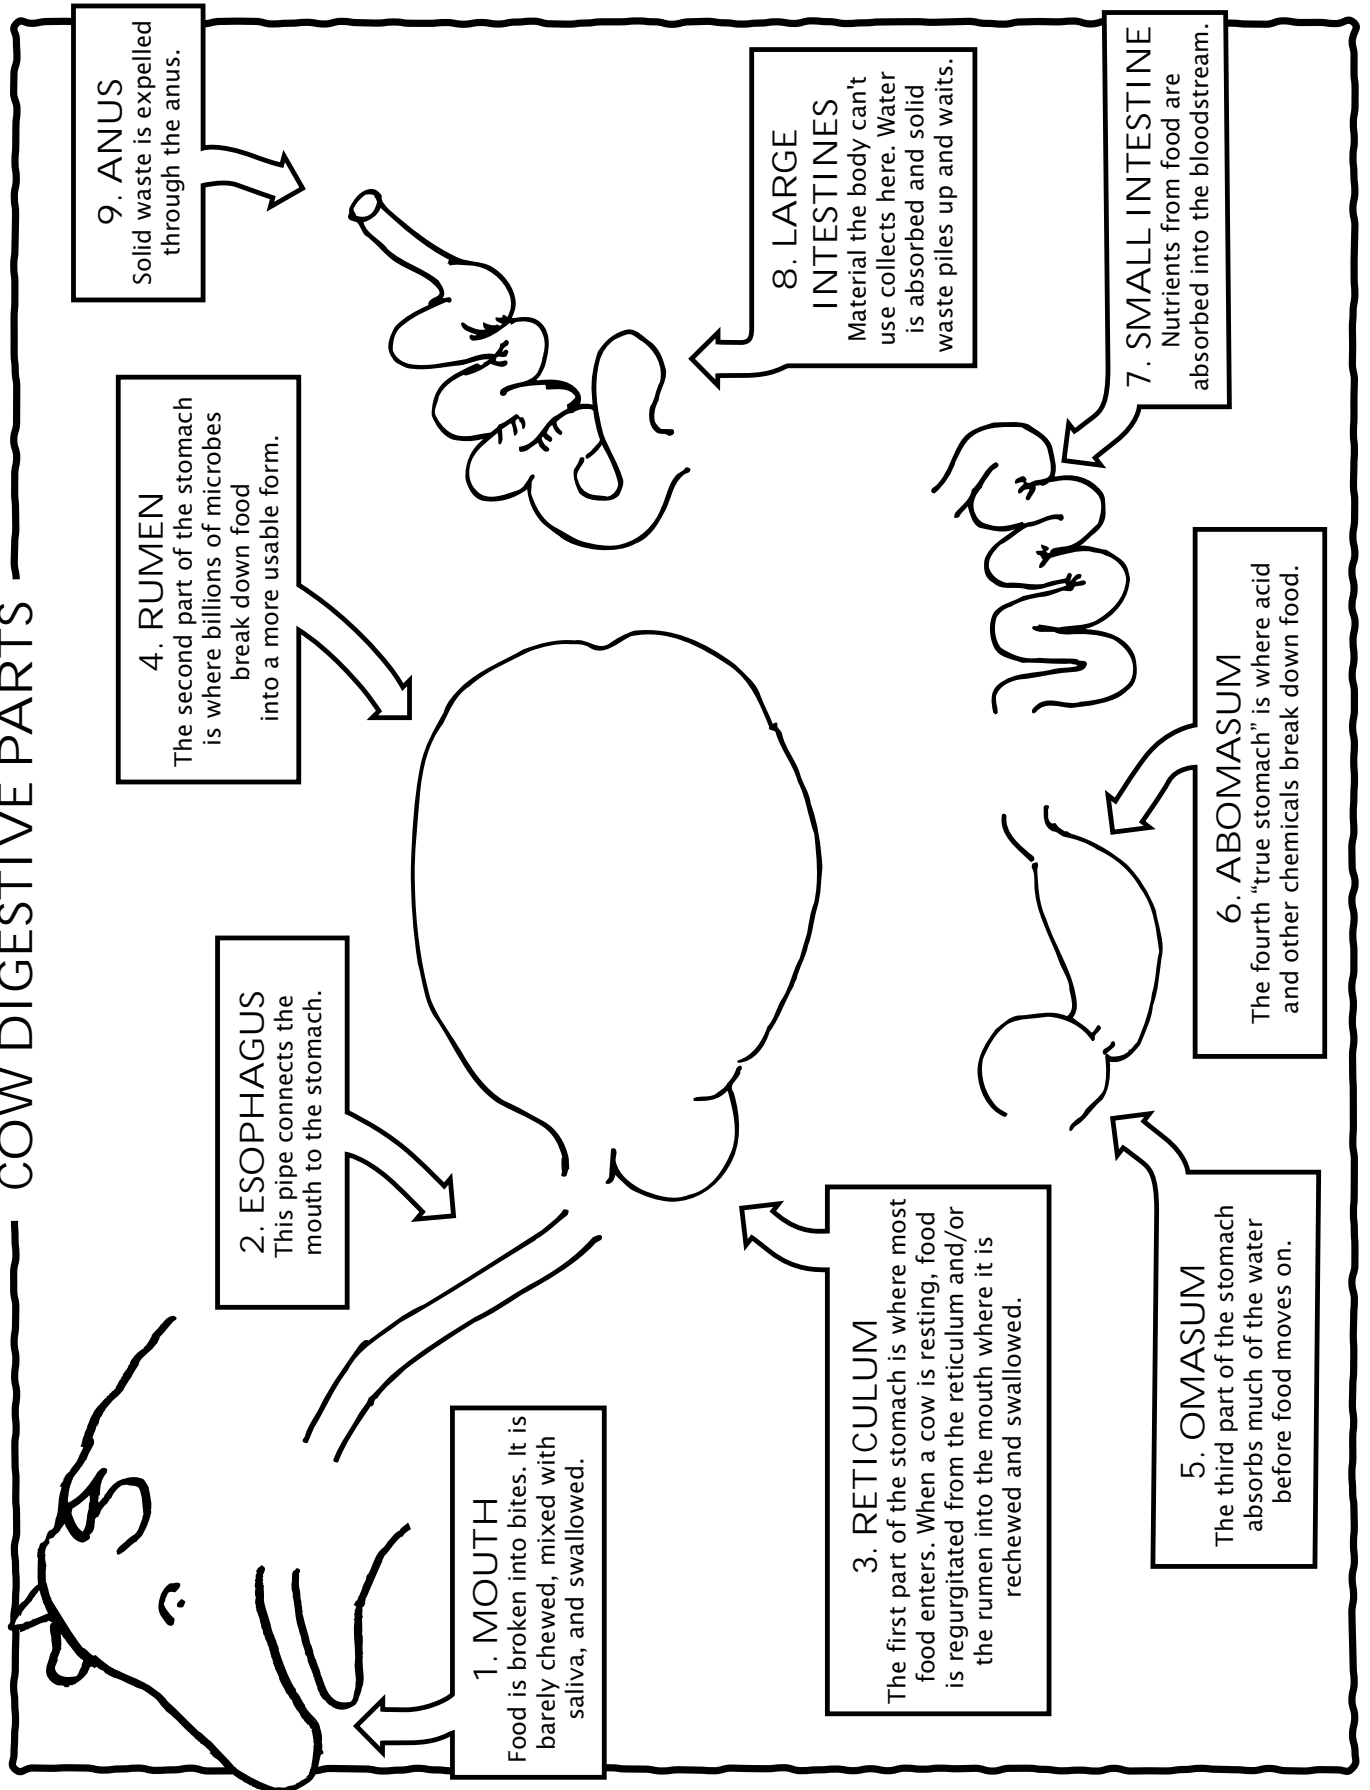 COW DIGESTIVE PARTS
1. MOUTH
Food is broken into bites. It is
barely chewed, mixed with
saliva, and swallowed.
2. ESOPHAGUS
This pipe connects the
mouth to the stomach.
3. RETICULUM
The first part of the stomach is where most
food enters. When a cow is resting, food
is regurgitated from the reticulum and/or
the rumen into the mouth where it is
rechewed and swallowed.
4. RUMEN
The second part of the stomach
is where billions of microbes
break down food
into a more usable form.
5. OMASUM
The third part of the stomach
absorbs much of the water
before food moves on.
6. ABOMASUM
The fourth “true stomach” is where acid
and other chemicals break down food.
7. SMALL INTESTINE
Nutrients from food are
absorbed into the bloodstream.
8. LARGE
INTESTINES
Material the body can't
use collects here. Water
is absorbed and solid
waste piles up and waits.
9. ANUS
Solid waste is expelled
through the anus.